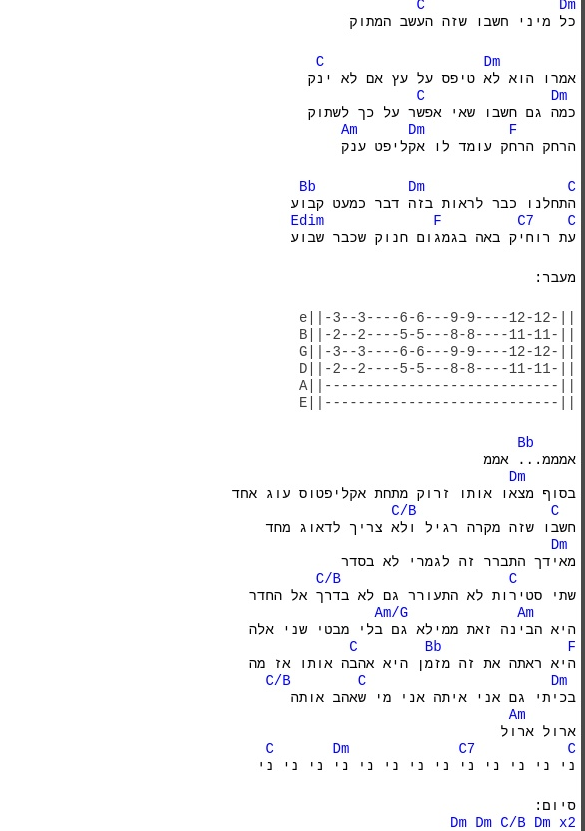 C                Dm
כל מיני חשבו שזה העשב המתוק
C                   Dm
אמרו הוא לא טיפס על עץ אם לא ינק
C               Dm
כמה גם חשבו שאי אפשר על כך לשתוק
Am      Dm          F
הרחק הרחק עומד לו אקליפט ענק
Bb           Dm                 C
התחלנו כבר לראות בזה דבר כמעט קבוע
Edim             F         C7    C
עת רוחיק באה בגמגום חנוק שכבר שבוע
מעבר:
e||-3--3----6-6---9-9----12-12-||
B||-2--2----5-5---8-8----11-11-||
G||-3--3----6-6---9-9----12-12-||
D||-2--2----5-5---8-8----11-11-||
A||----------------------------||
E||----------------------------||
Bb
אמממ... אממ
Dm
בסוף מצאו אותו זרוק מתחת אקליפטוס עוג אחד
C/B                C
חשבו שזה מקרה רגיל ולא צריך לדאוג מחד
Dm
מאידך התברר זה לגמרי לא בסדר
C/B                    C
שתי סטירות לא התעורר גם לא בדרך אל החדר
Am/G             Am
היא הבינה זאת ממילא גם בלי מבטי שני אלה
C        Bb               F
היא ראתה את זה מזמן היא אהבה אותו אז מה
C/B        C                      Dm
בכיתי גם אני איתה אני מי שאהב אותה
Am
ארול ארול
C       Dm             C7           C
ני ני ני ני ני ני ני ני ני ני ני ני ני
סיום:
Dm Dm C/B Dm x2